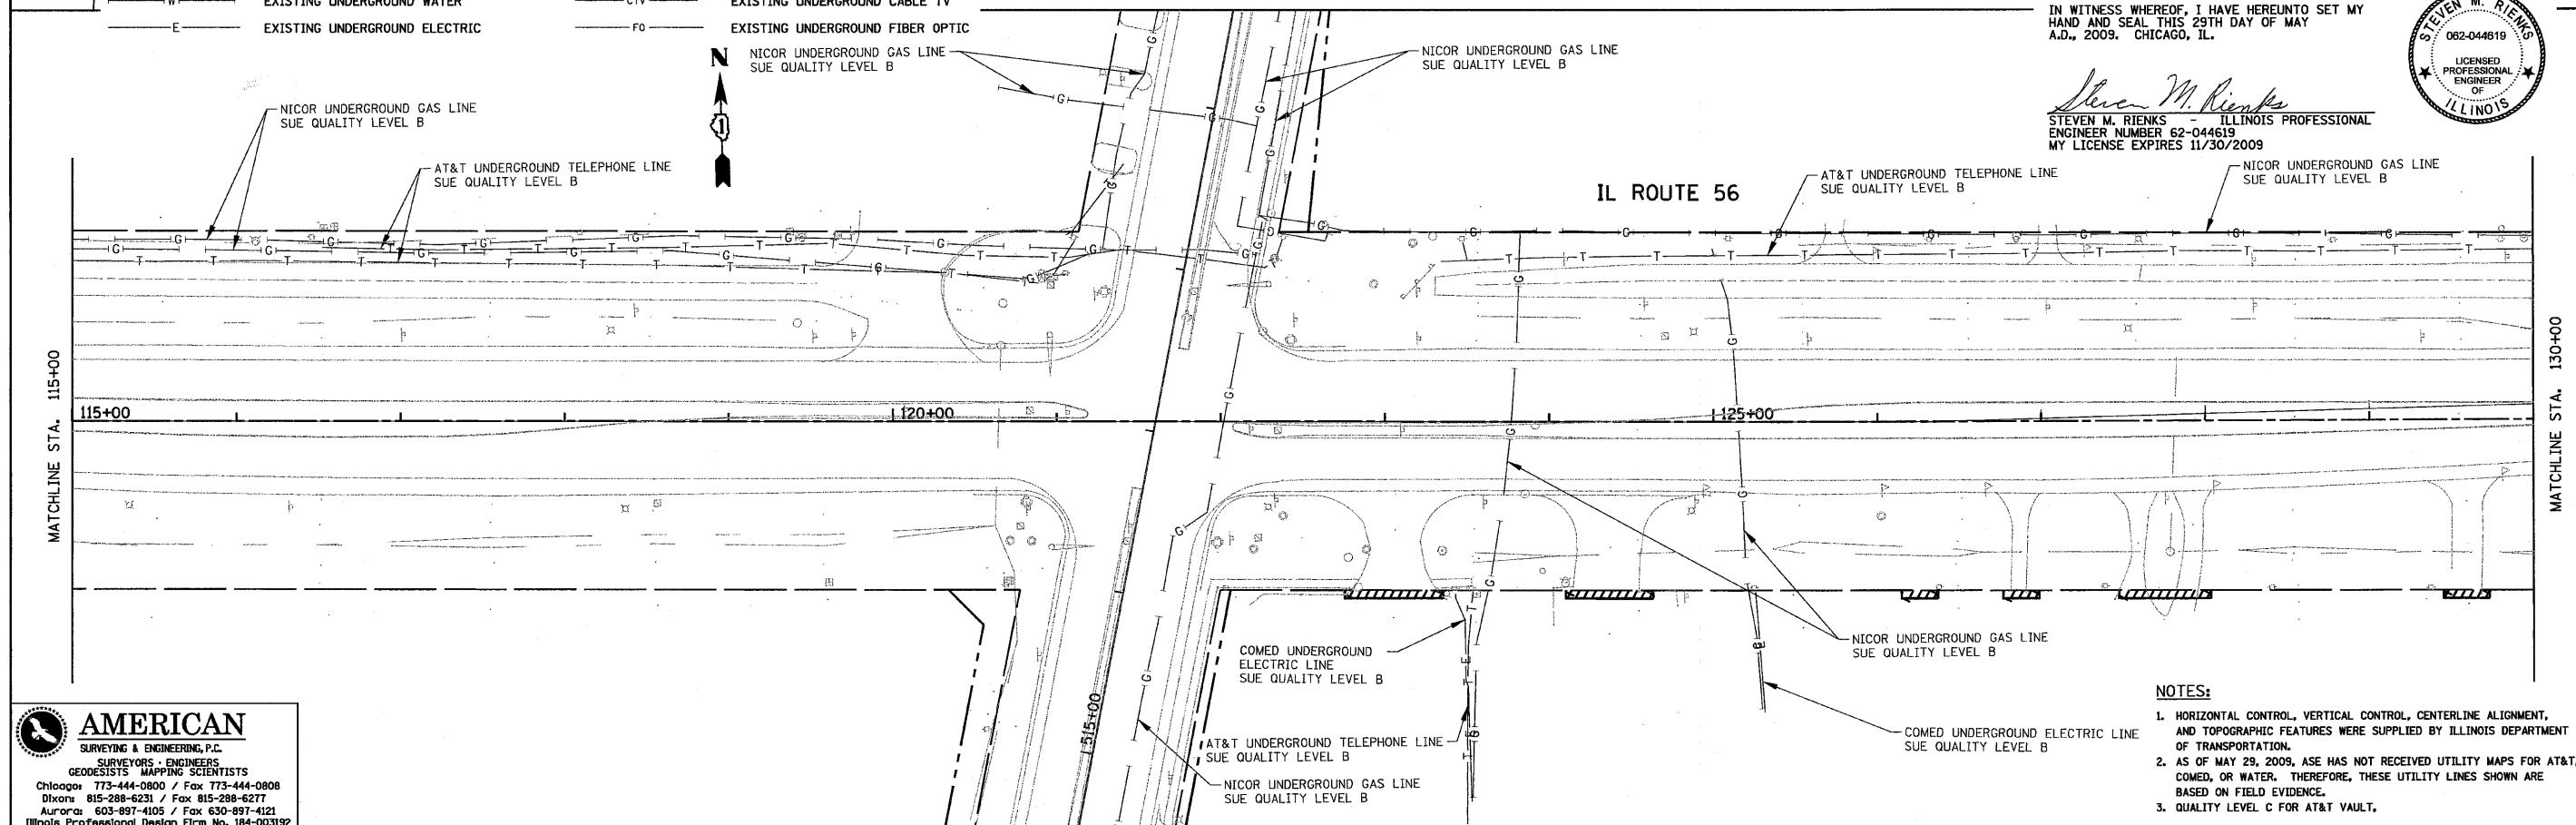 W EXISTING UNDERGROUND WATER
CTV EXISTING UNDERGROUND CABLE TV
E EXISTING UNDERGROUND ELECTRIC
FO EXISTING UNDERGROUND FIBER OPTIC
IN WITNESS WHEREOF, I HAVE HEREUNTO SET MY
HAND AND SEAL THIS 29TH DAY OF MAY
A.D., 2009. CHICAGO, IL.
Steven M. Rienks
STEVEN M. RIENKS - ILLINOIS PROFESSIONAL
ENGINEER NUMBER 62-044619
MY LICENSE EXPIRES 11/30/2009
STEVEN M. RIENKS
062-044619
LICENSED
PROFESSIONAL
ENGINEER
OF
ILLINOIS
N
1
NICOR UNDERGROUND GAS LINE
SUE QUALITY LEVEL B
NICOR UNDERGROUND GAS LINE
SUE QUALITY LEVEL B
NICOR UNDERGROUND GAS LINE
SUE QUALITY LEVEL B
AT&T UNDERGROUND TELEPHONE LINE
SUE QUALITY LEVEL B
IL ROUTE 56
AT&T UNDERGROUND TELEPHONE LINE
SUE QUALITY LEVEL B
NICOR UNDERGROUND GAS LINE
SUE QUALITY LEVEL B
MATCHLINE STA. 115+00
115+00
120+00
125+00
MATCHLINE STA. 130+00
515+00
COMED UNDERGROUND
ELECTRIC LINE
SUE QUALITY LEVEL B
AT&T UNDERGROUND TELEPHONE LINE
SUE QUALITY LEVEL B
NICOR UNDERGROUND GAS LINE
SUE QUALITY LEVEL B
NICOR UNDERGROUND GAS LINE
SUE QUALITY LEVEL B
COMED UNDERGROUND ELECTRIC LINE
SUE QUALITY LEVEL B
AMERICAN
SURVEYING & ENGINEERING, P.C.
SURVEYORS · ENGINEERS
GEODESISTS MAPPING SCIENTISTS
Chicago: 773-444-0800 / Fax 773-444-0808
Dixon: 815-288-6231 / Fax 815-288-6277
Aurora: 603-897-4105 / Fax 630-897-4121
Illinois Professional Design Firm No. 184-003192
NOTES:
1. HORIZONTAL CONTROL, VERTICAL CONTROL, CENTERLINE ALIGNMENT,
AND TOPOGRAPHIC FEATURES WERE SUPPLIED BY ILLINOIS DEPARTMENT
OF TRANSPORTATION.
2. AS OF MAY 29, 2009, ASE HAS NOT RECEIVED UTILITY MAPS FOR AT&T,
COMED, OR WATER. THEREFORE, THESE UTILITY LINES SHOWN ARE
BASED ON FIELD EVIDENCE.
3. QUALITY LEVEL C FOR AT&T VAULT.